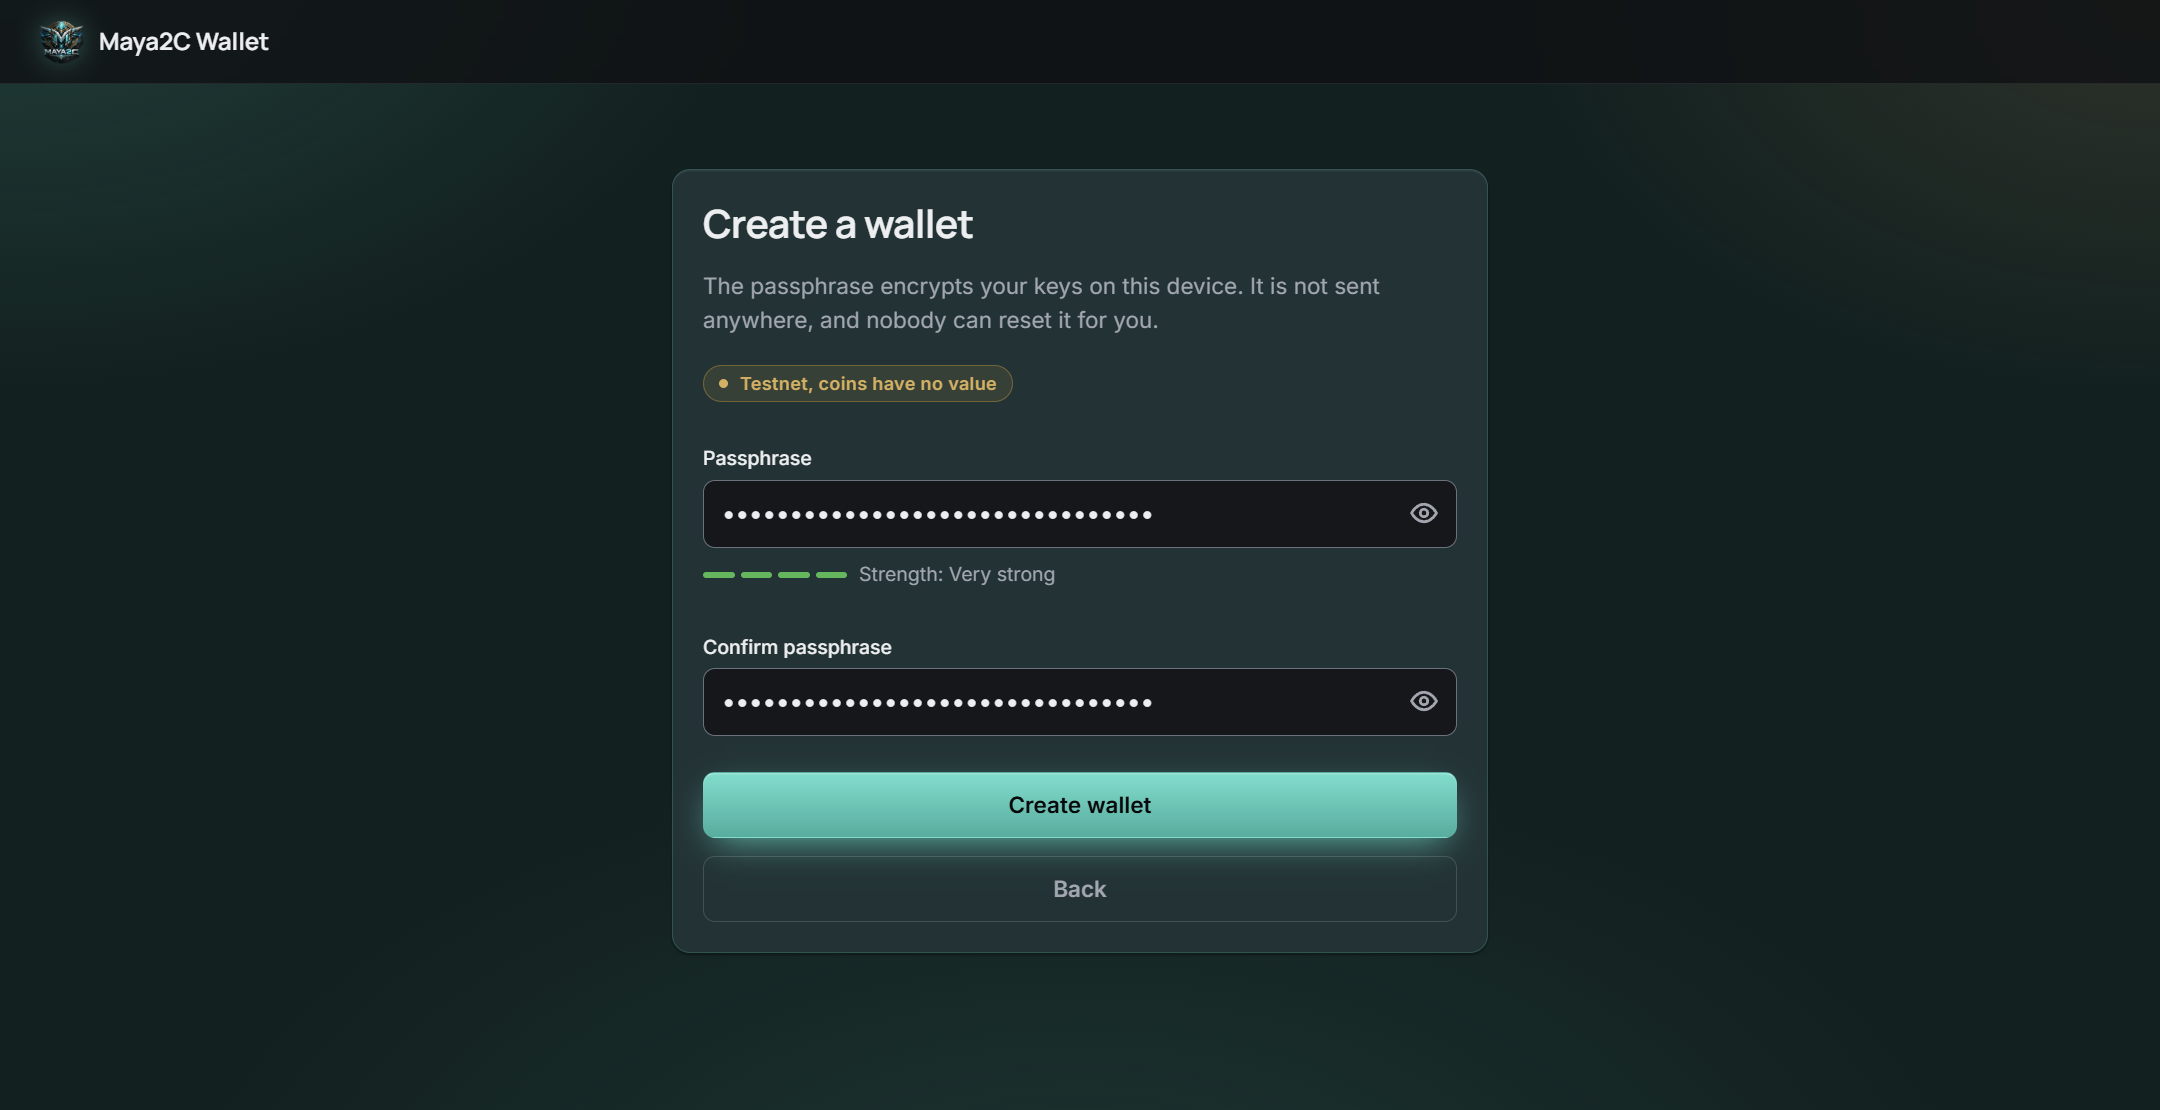 MAYA2C
Maya2C Wallet
Create a wallet
The passphrase encrypts your keys on this device. It is not sent
anywhere, and nobody can reset it for you.
Testnet, coins have no value
Passphrase
••••••••••••••••••••••••••••••••
Strength: Very strong
Confirm passphrase
••••••••••••••••••••••••••••••••
Create wallet
Back